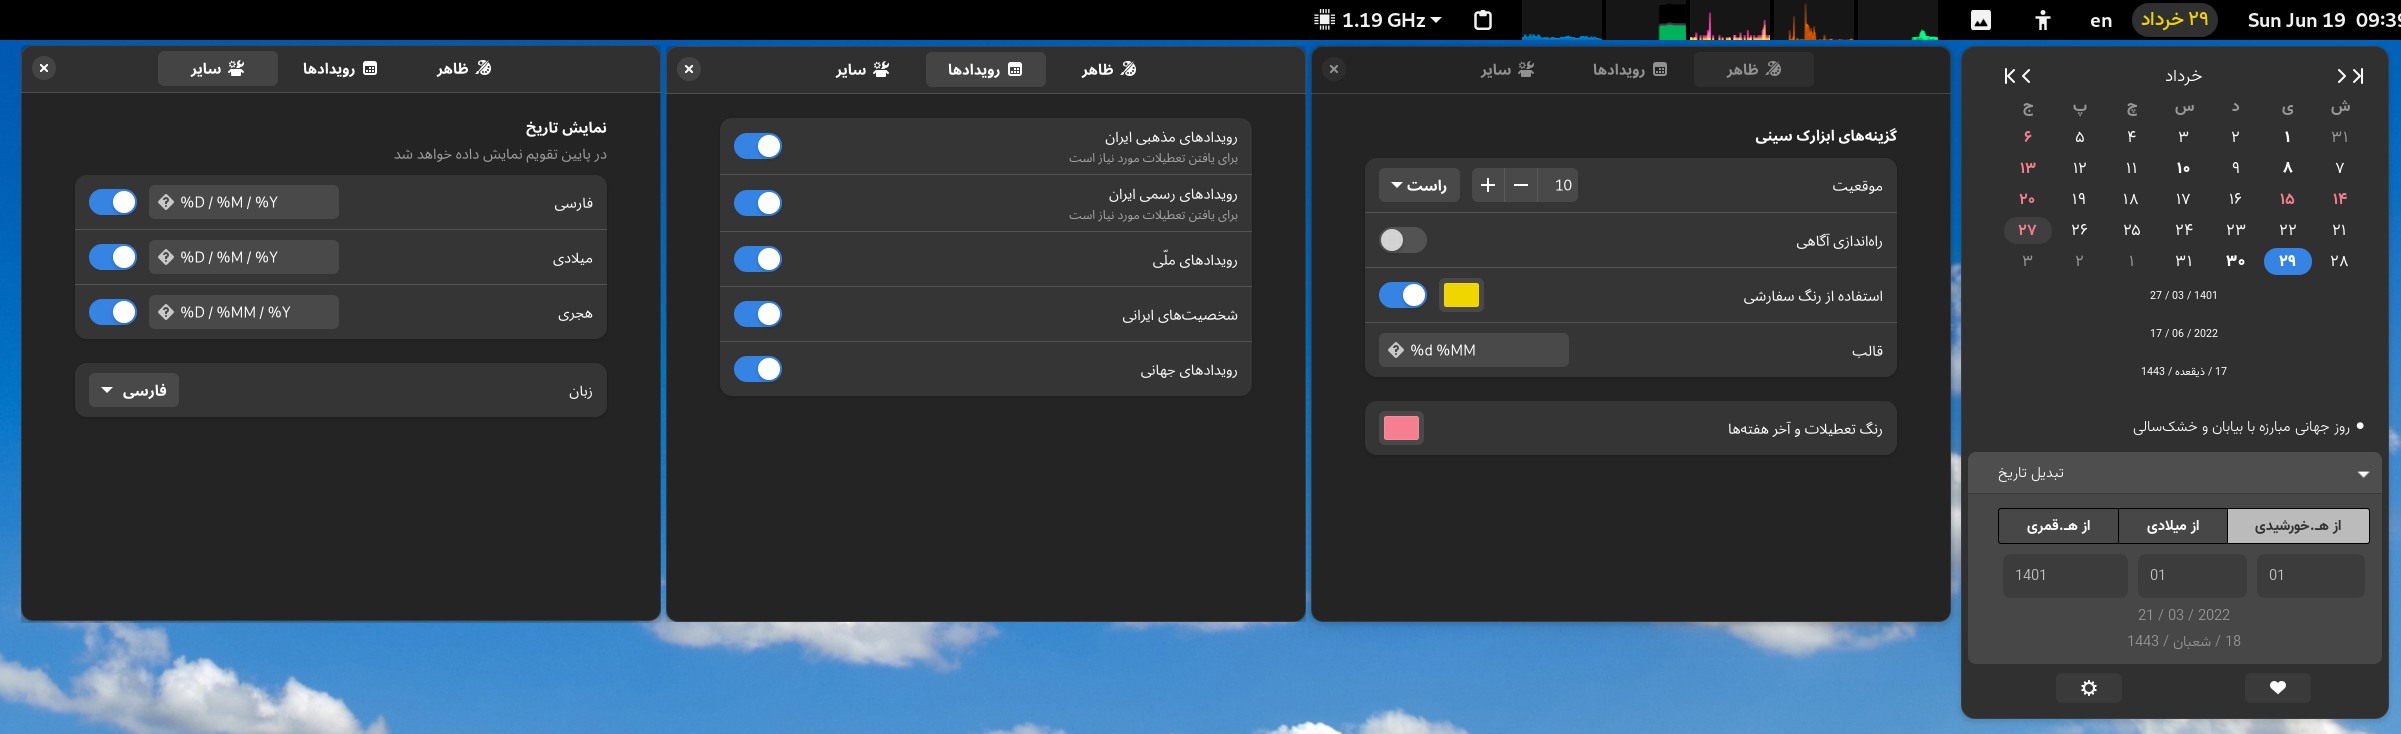 1.19 GHz
en
۲۹ خرداد
Sun Jun 19 09:39
سایر
رویدادها
ظاهر
نمایش تاریخ
در پایین تقویم نمایش داده خواهد شد
فارسی
%D / %M / %Y
میلادی
%D / %M / %Y
هجری
%D / %MM / %Y
زبان
فارسی
سایر
رویدادها
ظاهر
رویدادهای مذهبی ایران
برای یافتن تعطیلات مورد نیاز است
رویدادهای رسمی ایران
برای یافتن تعطیلات مورد نیاز است
رویدادهای ملّی
شخصیت‌های ایرانی
رویدادهای جهانی
سایر
رویدادها
ظاهر
گزینه‌های ابزارک سینی
موقعیت
10
راست
راه‌اندازی آگاهی
استفاده از رنگ سفارشی
قالب
%d %MM
رنگ تعطیلات و آخر هفته‌ها
خرداد
ش ی د س چ پ ج
۳۱ ۱ ۲ ۳ ۴ ۵ ۶
۷ ۸ ۹ ۱۰ ۱۱ ۱۲ ۱۳
۱۴ ۱۵ ۱۶ ۱۷ ۱۸ ۱۹ ۲۰
۲۱ ۲۲ ۲۳ ۲۴ ۲۵ ۲۶ ۲۷
۲۸ ۲۹ ۳۰ ۳۱ ۱ ۲ ۳
27 / 03 / 1401
17 / 06 / 2022
17 / ذیقعده / 1443
• روز جهانی مبارزه با بیابان و خشک‌سالی
تبدیل تاریخ
از هـ.خورشیدی
از میلادی
از هـ.قمری
1401
01
01
21 / 03 / 2022
18 / شعبان / 1443